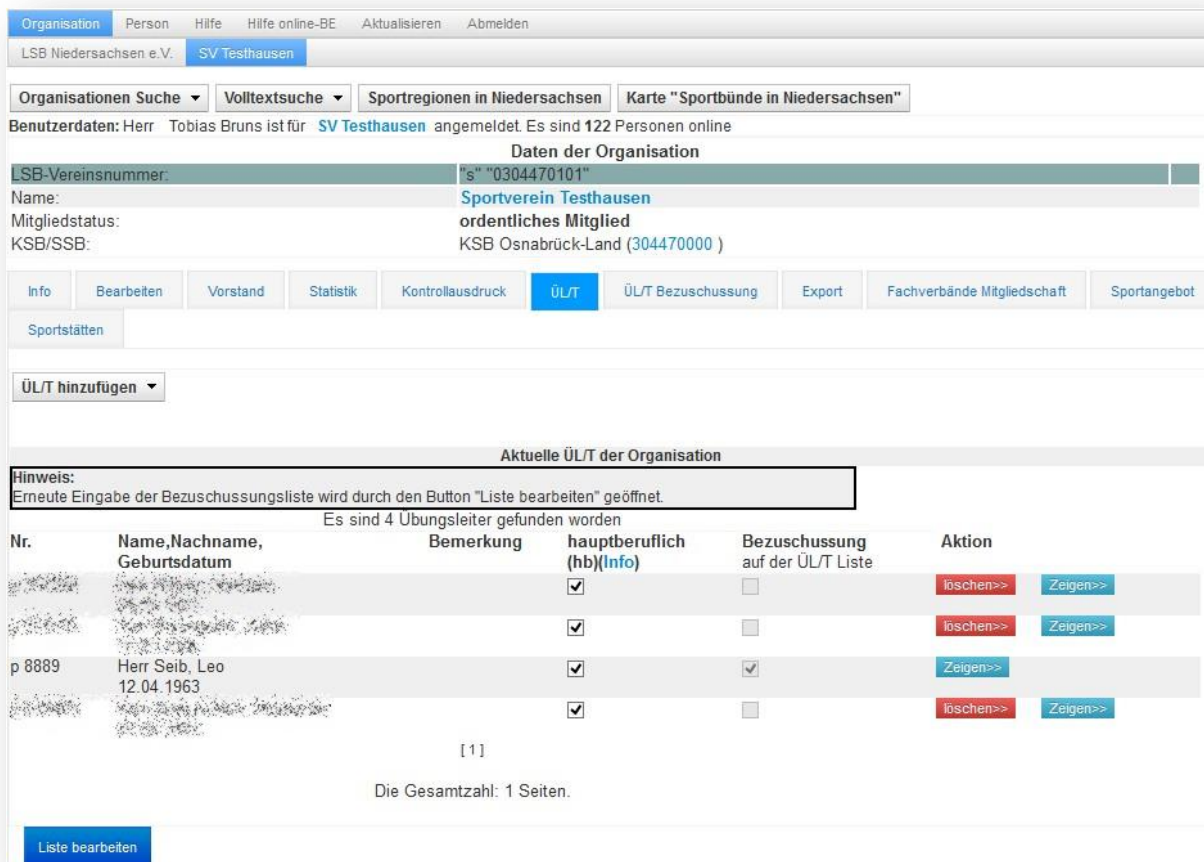 Organisation Person Hilfe Hilfe online-BE Aktualisieren Abmelden
LSB Niedersachsen e.V. SV Testhausen
Organisationen Suche Volltextsuche Sportregionen in Niedersachsen Karte "Sportbünde in Niedersachsen"
Benutzerdaten: Herr Tobias Bruns ist für SV Testhausen angemeldet. Es sind 122 Personen online
Daten der Organisation
LSB-Vereinsnummer: "s" "0304470101"
Name: Sportverein Testhausen
Mitgliedstatus: ordentliches Mitglied
KSB/SSB: KSB Osnabrück-Land (304470000 )
Info Bearbeiten Vorstand Statistik Kontrollausdruck ÜL/T ÜL/T Bezuschussung Export Fachverbände Mitgliedschaft Sportangebot
Sportstätten
ÜL/T hinzufügen
Aktuelle ÜL/T der Organisation
Hinweis:
Erneute Eingabe der Bezuschussungsliste wird durch den Button "Liste bearbeiten" geöffnet.
Es sind 4 Übungsleiter gefunden worden
Nr. Name,Nachname, Bemerkung hauptberuflich Bezuschussung Aktion
Geburtsdatum (hb)(Info) auf der ÜL/T Liste
löschen>> Zeigen>>
löschen>> Zeigen>>
p 8889 Herr Seib, Leo Zeigen>>
12.04.1963
löschen>> Zeigen>>
[ 1 ]
Die Gesamtzahl: 1 Seiten.
Liste bearbeiten